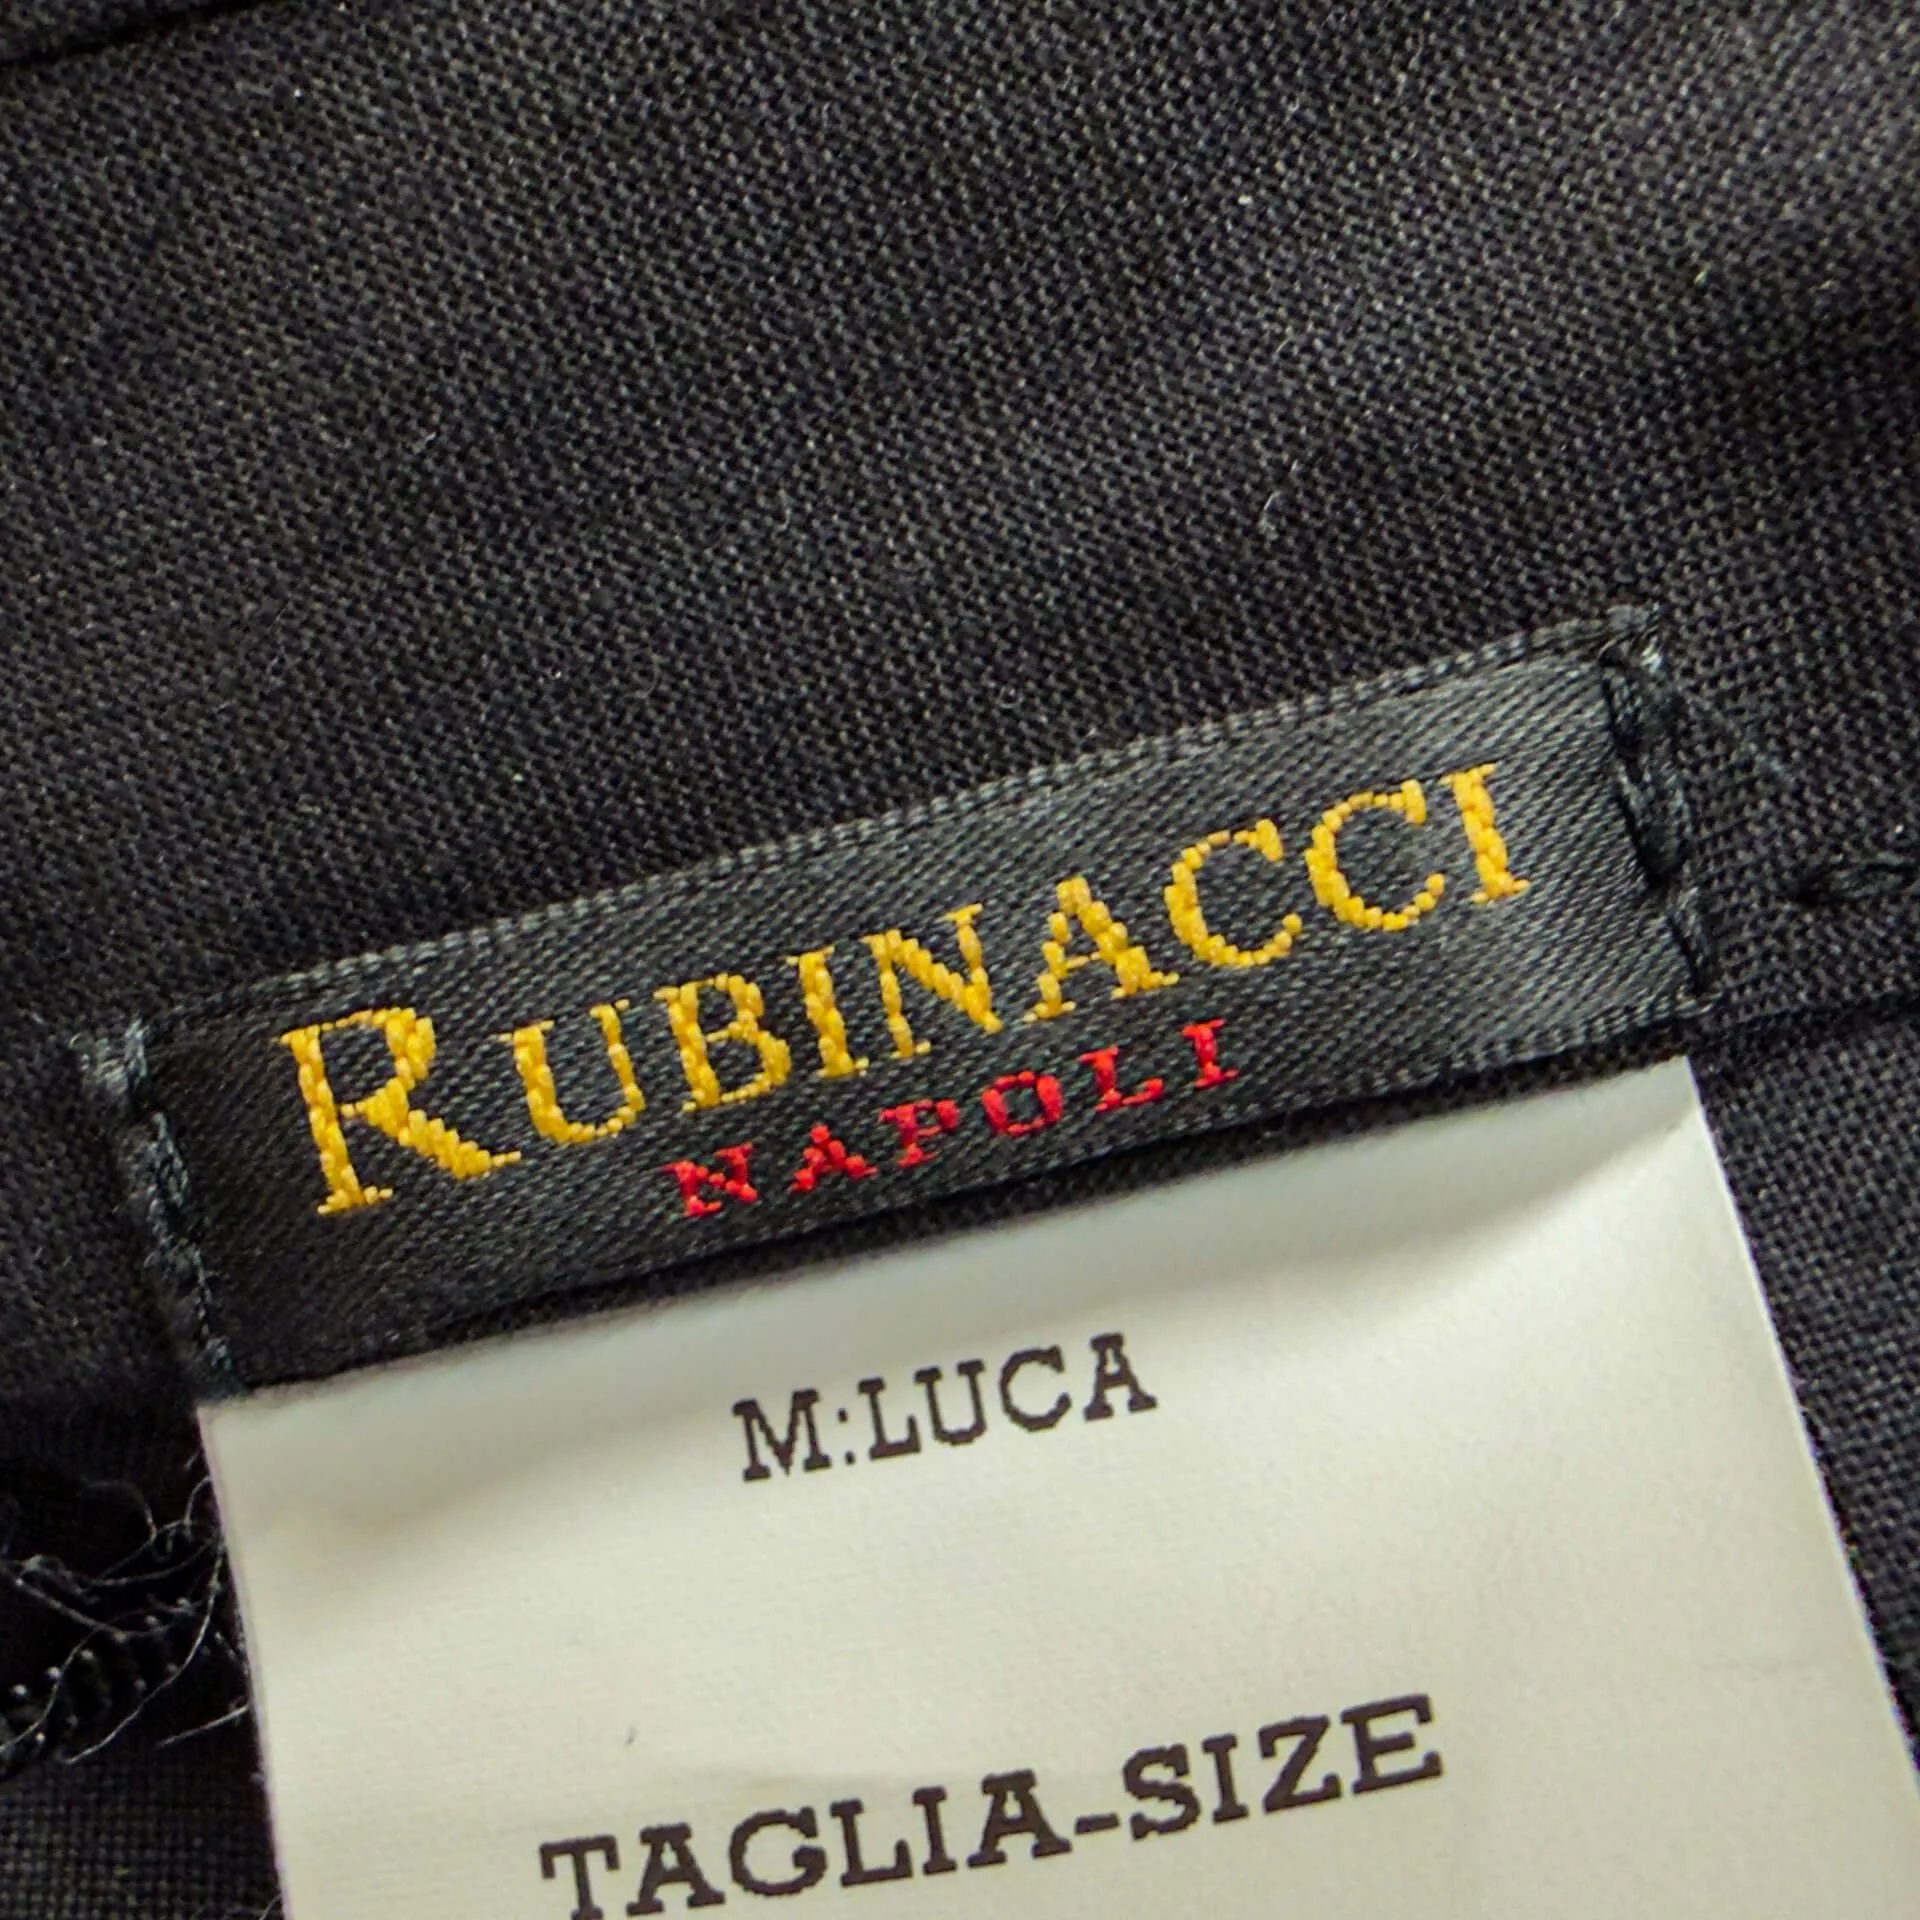 RUBINACCI
NAPOLI
M:LUCA
TAGLIA-SIZE